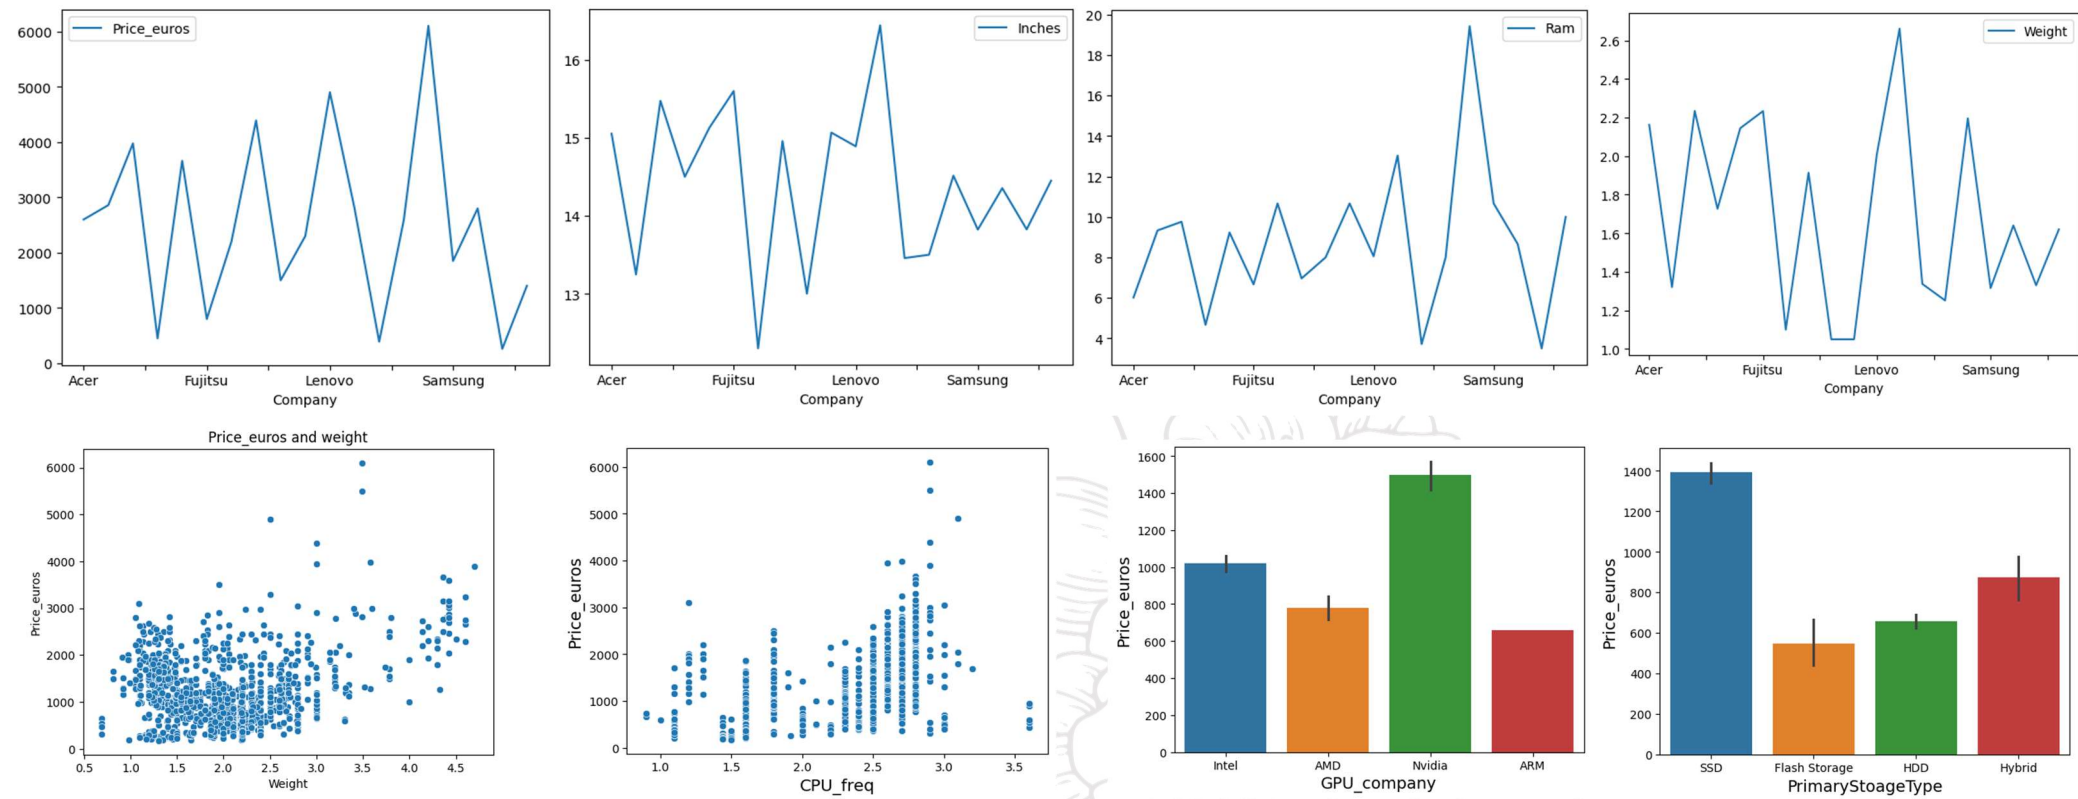 Price_euros
6000
5000
4000
3000
2000
1000
0
Acer Fujitsu Lenovo Samsung
Company
Inches
16
15
14
13
Acer Fujitsu Lenovo Samsung
Company
Ram
20
18
16
14
12
10
8
6
4
Acer Fujitsu Lenovo Samsung
Company
Weight
2.6
2.4
2.2
2.0
1.8
1.6
1.4
1.2
1.0
Acer Fujitsu Lenovo Samsung
Company
Price_euros and weight
Price_euros
6000
5000
4000
3000
2000
1000
0
0.5 1.0 1.5 2.0 2.5 3.0 3.5 4.0 4.5
Weight
Price_euros
6000
5000
4000
3000
2000
1000
0
1.0 1.5 2.0 2.5 3.0 3.5
CPU_freq
Price_euros
1600
1400
1200
1000
800
600
400
200
0
Intel AMD Nvidia ARM
GPU_company
Price_euros
1400
1200
1000
800
600
400
200
0
SSD Flash Storage HDD Hybrid
PrimaryStoageType